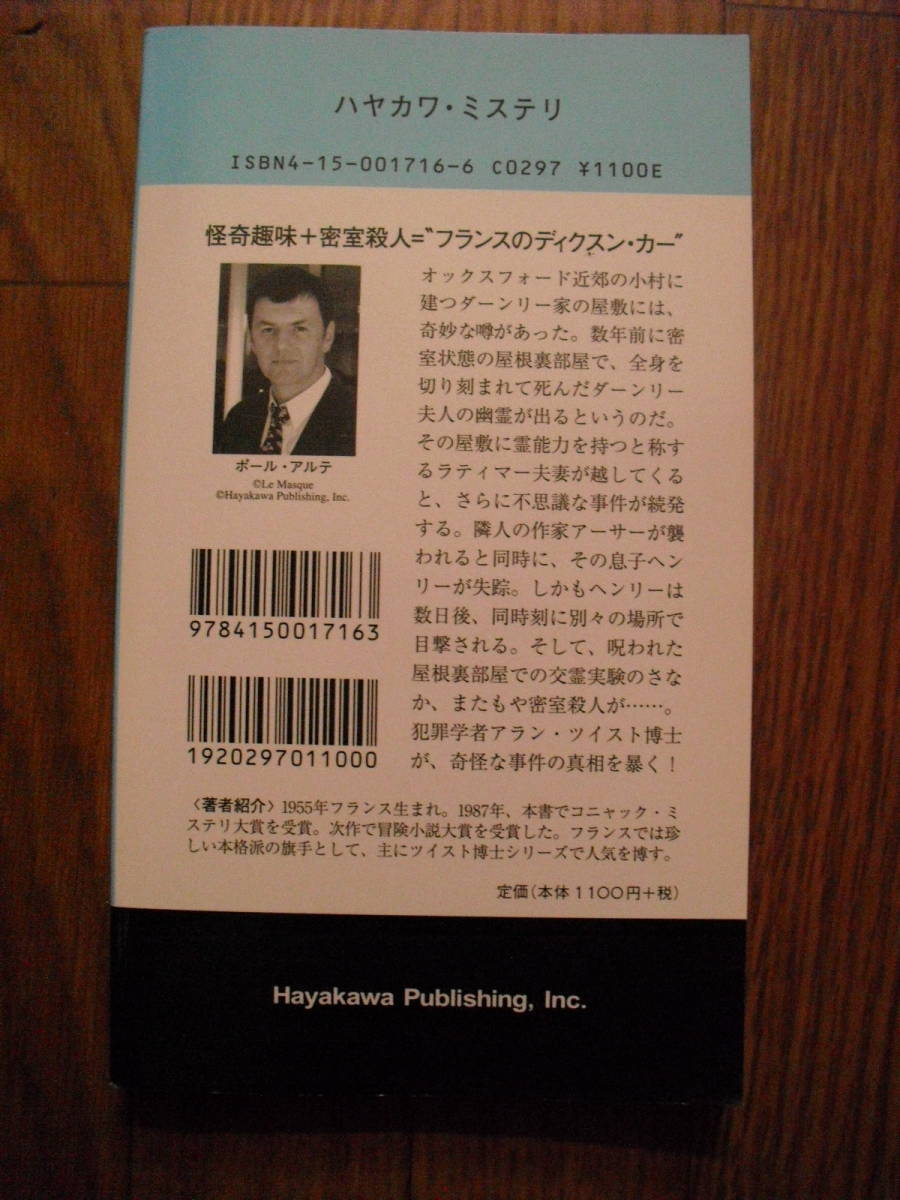 ハヤカワ・ミステリ
ISBN4-15-001716-6 C0297 ¥1100E
怪奇趣味＋密室殺人＝“フランスのディクスン・カー”
ポール・アルテ
©Le Masque
©Hayakawa Publishing, Inc.
オックスフォード近郊の小村に
建つダーンリー家の屋敷には、
奇妙な噂があった。数年前に密
室状態の屋根裏部屋で、全身を
切り刻まれて死んだダーンリー
夫人の幽霊が出るというのだ。
その屋敷に霊能力を持つと称す
るラティマー夫妻が越してくる
と、さらに不思議な事件が続発
する。隣人の作家アーサーが襲
われると同時に、その息子ヘン
リーが失踪。しかもヘンリーは
数日後、同時刻に別々の場所で
目撃される。そして、呪われた
屋根裏部屋での交霊実験のさな
か、またもや密室殺人が……。
犯罪学者アラン・ツイスト博士
が、奇怪な事件の真相を暴く！
9784150017163
1920297011000
〈著者紹介〉1955年フランス生まれ。1987年、本書でコニャック・ミ
ステリ大賞を受賞。次作で冒険小説大賞を受賞した。フランスでは珍
しい本格派の旗手として、主にツイスト博士シリーズで人気を博す。
定価（本体1100円＋税）
Hayakawa Publishing, Inc.